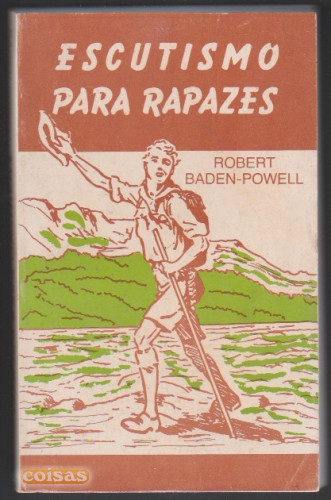 ESCUTISMO
PARA RAPAZES
ROBERT
BADEN-POWELL
coisas